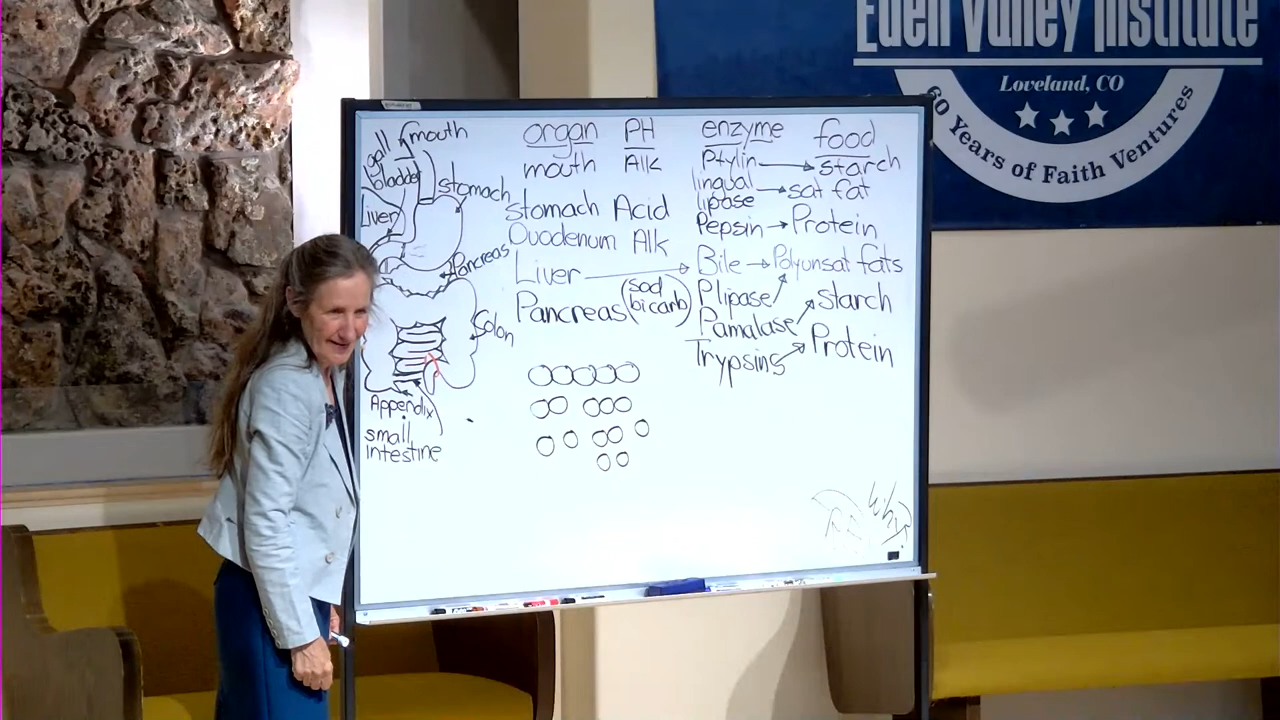 Eden Valley Institute
Loveland, CO
60 Years of Faith Ventures
gall
bladder
mouth
stomach
Liver
Pancreas
Colon
Appendix
small
intestine
organ PH enzyme food
mouth Alk Ptylin → starch
lingual
lipase → sat fat
Stomach Acid Pepsin → Protein
Duodenum Alk
Liver → Bile → Polyunsat fats
Pancreas (sod
bicarb) Plipase
Pamalase → Starch
Trypsins → Protein
Why?